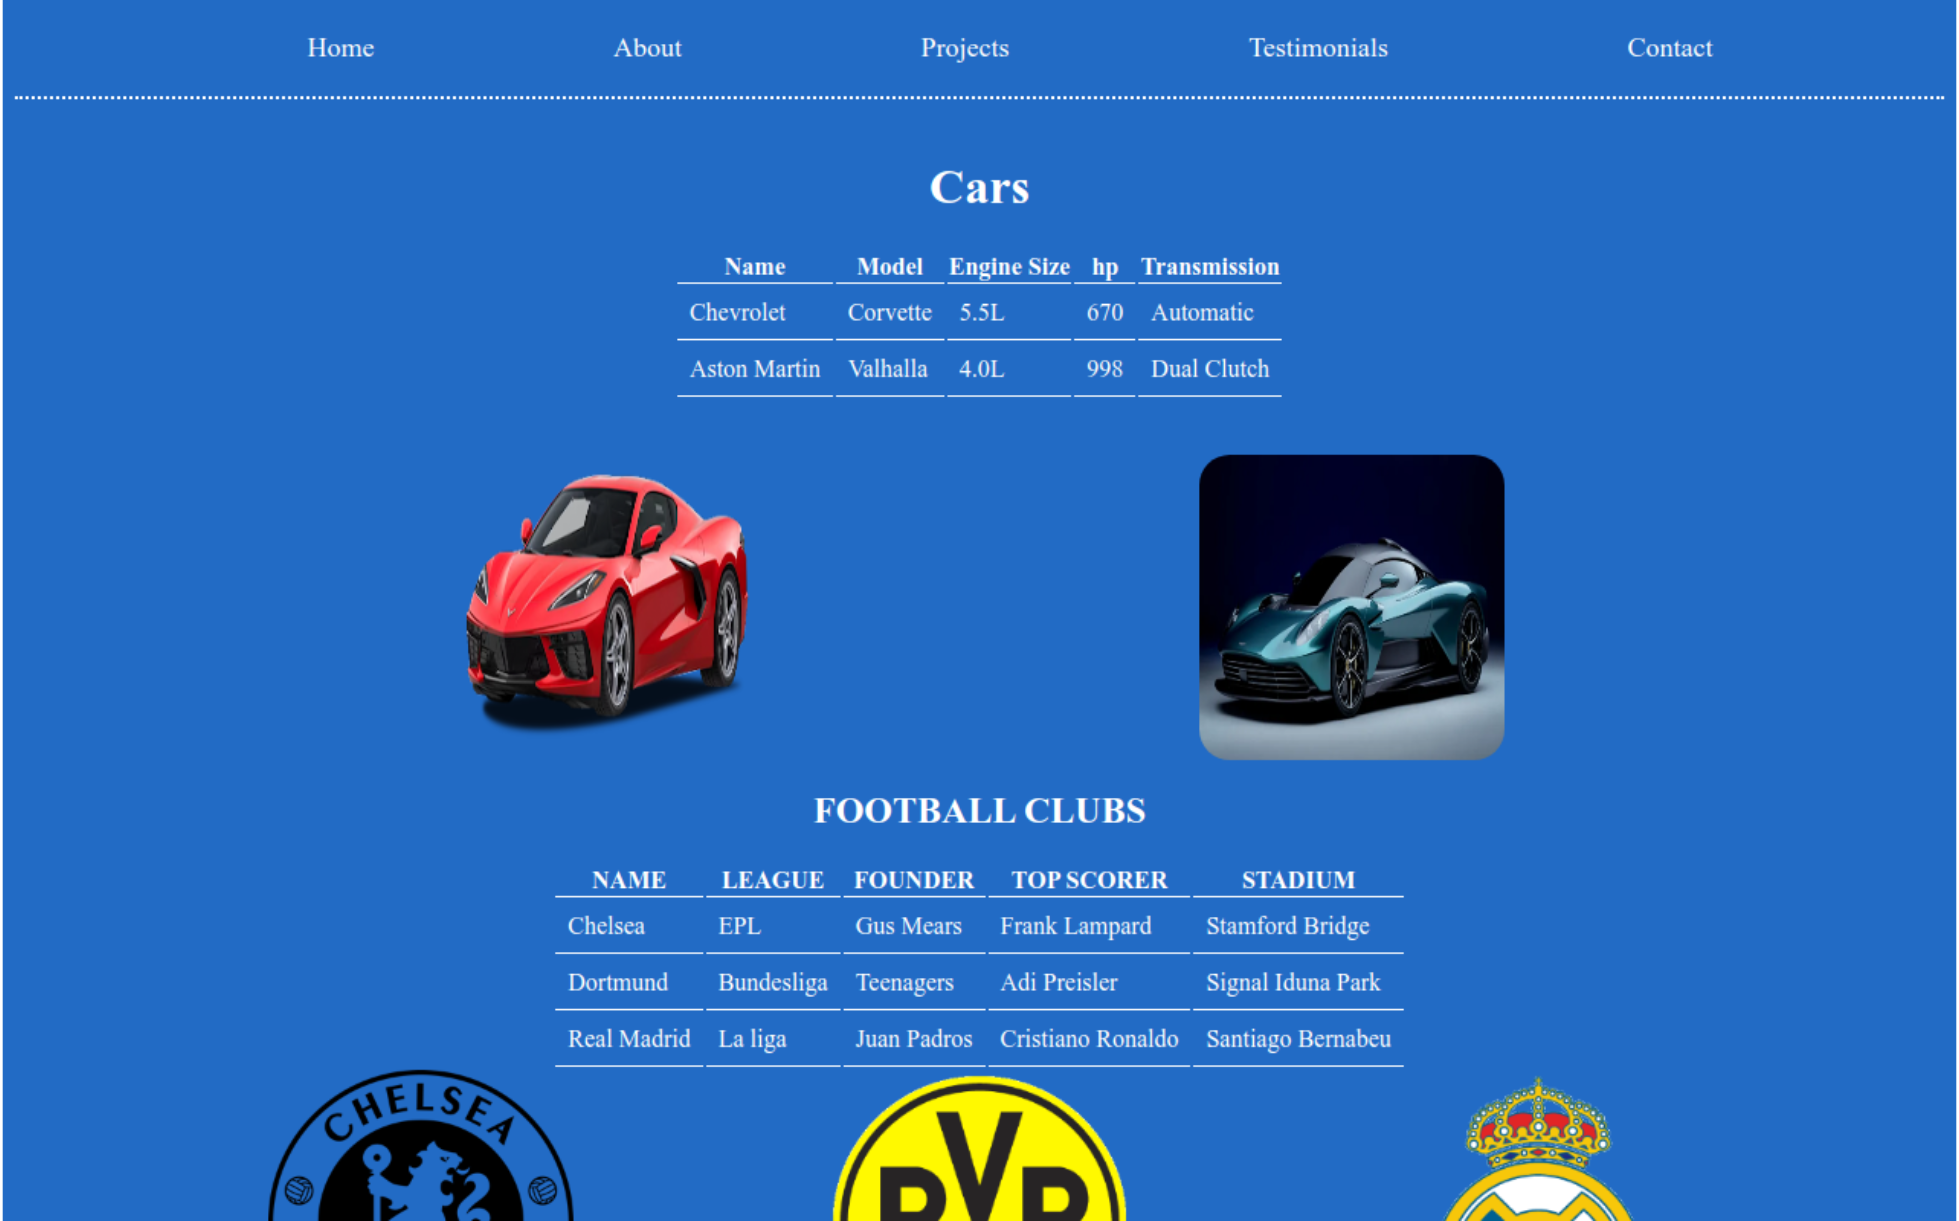 Home About Projects Testimonials Contact
Cars
Name Model Engine Size hp Transmission
Chevrolet Corvette 5.5L 670 Automatic
Aston Martin Valhalla 4.0L 998 Dual Clutch
FOOTBALL CLUBS
NAME LEAGUE FOUNDER TOP SCORER STADIUM
Chelsea EPL Gus Mears Frank Lampard Stamford Bridge
Dortmund Bundesliga Teenagers Adi Preisler Signal Iduna Park
Real Madrid La liga Juan Padros Cristiano Ronaldo Santiago Bernabeu
CHELSEA
BVB